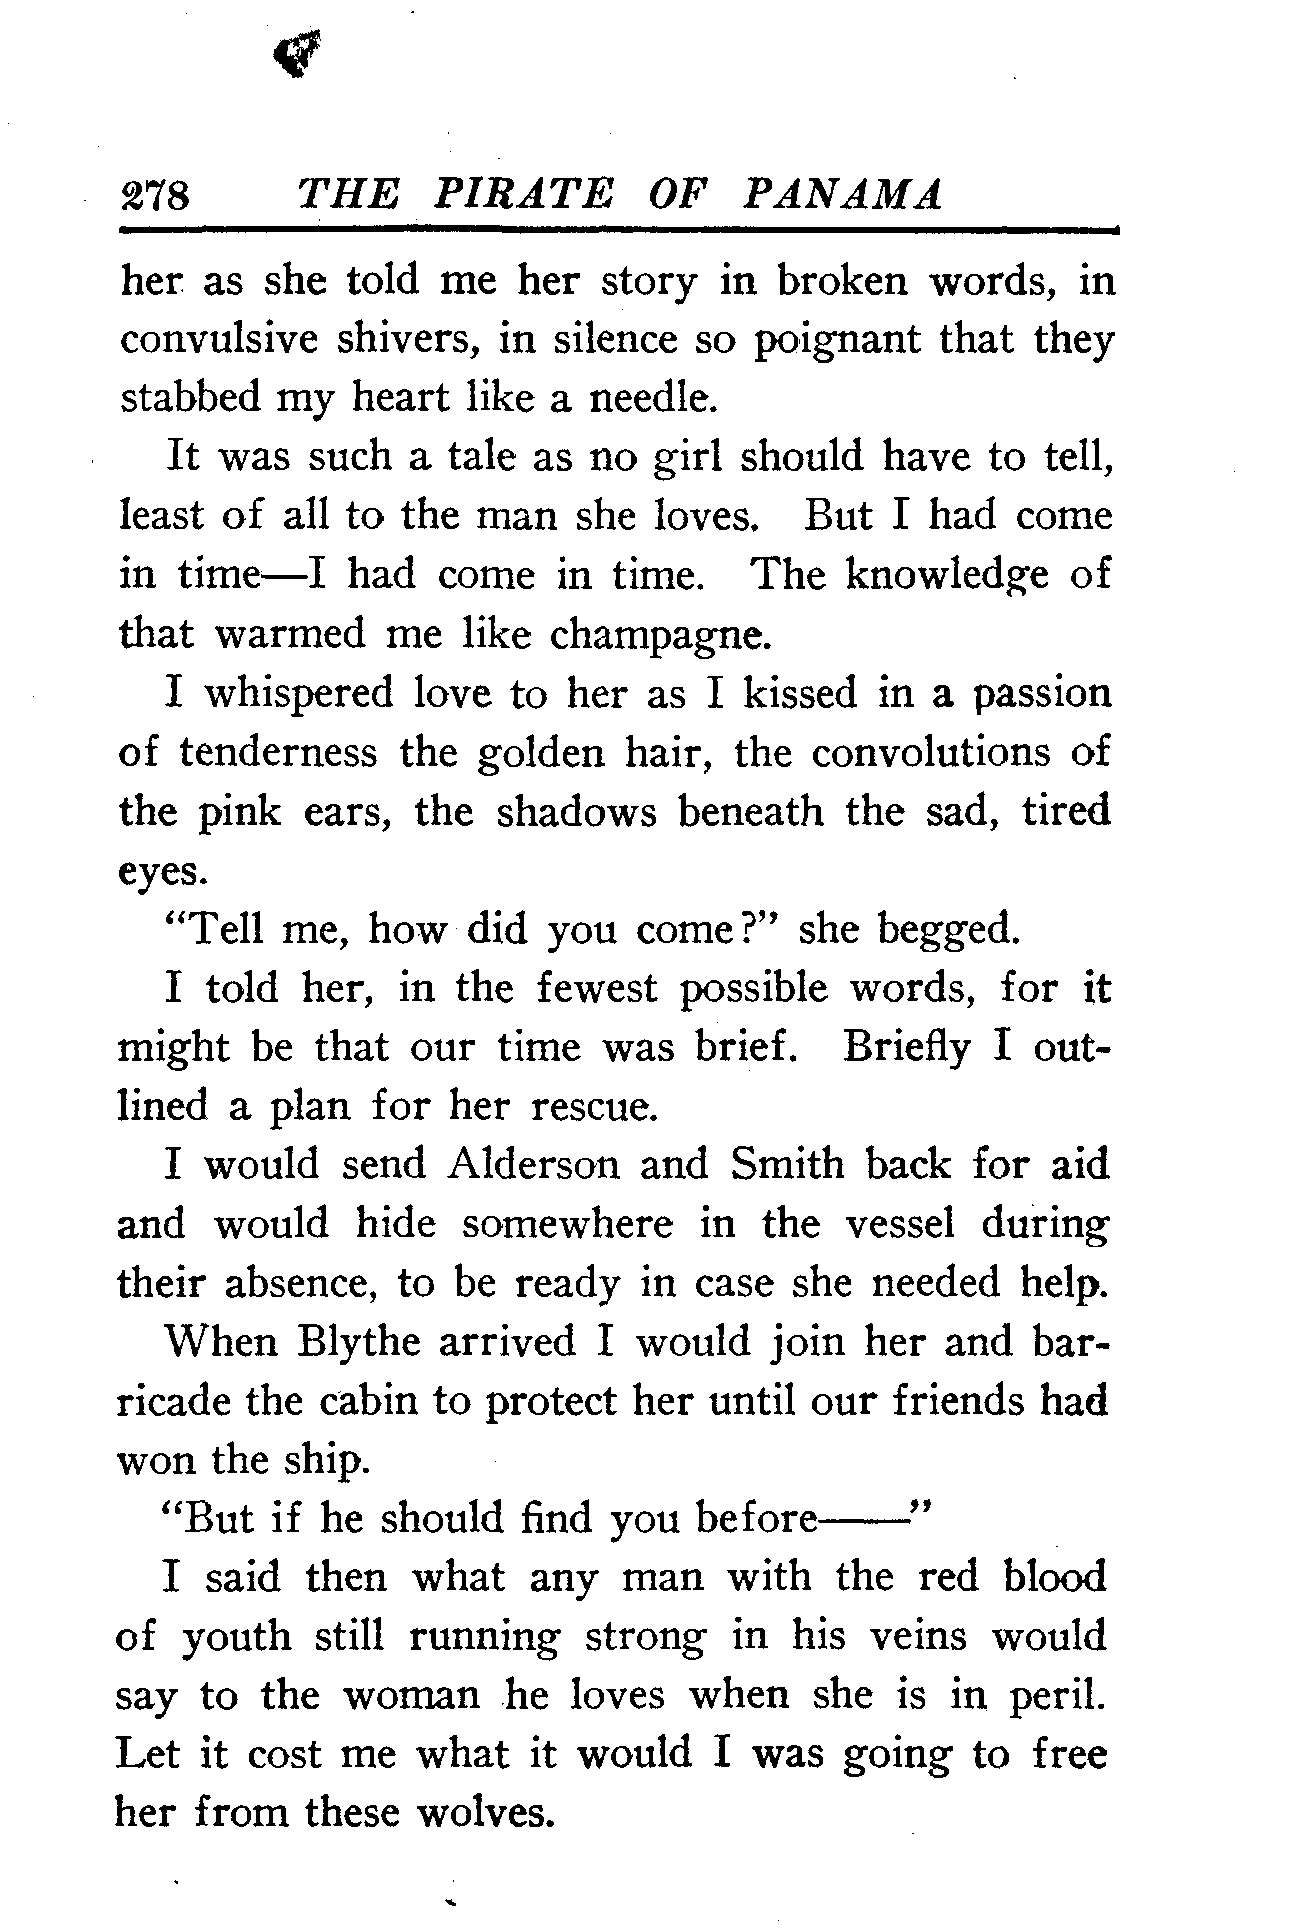 278 THE PIRATE OF PANAMA
her as she told me her story in broken words, in
convulsive shivers, in silence so poignant that they
stabbed my heart like a needle.
It was such a tale as no girl should have to tell,
least of all to the man she loves. But I had come
in time—I had come in time. The knowledge of
that warmed me like champagne.
I whispered love to her as I kissed in a passion
of tenderness the golden hair, the convolutions of
the pink ears, the shadows beneath the sad, tired
eyes.
"Tell me, how did you come?" she begged.
I told her, in the fewest possible words, for it
might be that our time was brief. Briefly I out-
lined a plan for her rescue.
I would send Alderson and Smith back for aid
and would hide somewhere in the vessel during
their absence, to be ready in case she needed help.
When Blythe arrived I would join her and bar-
ricade the cabin to protect her until our friends had
won the ship.
"But if he should find you before——"
I said then what any man with the red blood
of youth still running strong in his veins would
say to the woman he loves when she is in peril.
Let it cost me what it would I was going to free
her from these wolves.